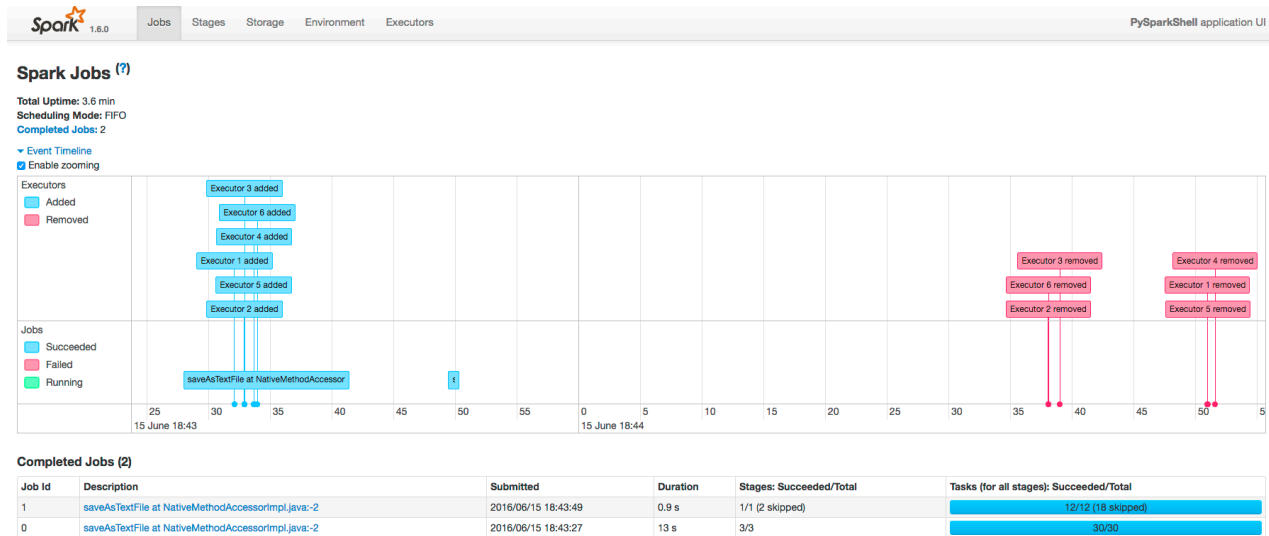 Spark 1.6.0 Jobs Stages Storage Environment Executors PySparkShell application UI
Spark Jobs (?)
Total Uptime: 3.6 min
Scheduling Mode: FIFO
Completed Jobs: 2
Event Timeline
Enable zooming
Executors
Added
Removed
Executor 3 added
Executor 6 added
Executor 4 added
Executor 1 added
Executor 5 added
Executor 2 added
Executor 3 removed
Executor 4 removed
Executor 6 removed
Executor 1 removed
Executor 2 removed
Executor 5 removed
Jobs
Succeeded
Failed
Running
saveAsTextFile at NativeMethodAccessor
s
25 30 35 40 45 50 55 0 5 10 15 20 25 30 35 40 45 50 5
15 June 18:43 15 June 18:44
Completed Jobs (2)
Job Id Description Submitted Duration Stages: Succeeded/Total Tasks (for all stages): Succeeded/Total
1 saveAsTextFile at NativeMethodAccessorImpl.java:-2 2016/06/15 18:43:49 0.9 s 1/1 (2 skipped) 12/12 (18 skipped)
0 saveAsTextFile at NativeMethodAccessorImpl.java:-2 2016/06/15 18:43:27 13 s 3/3 30/30